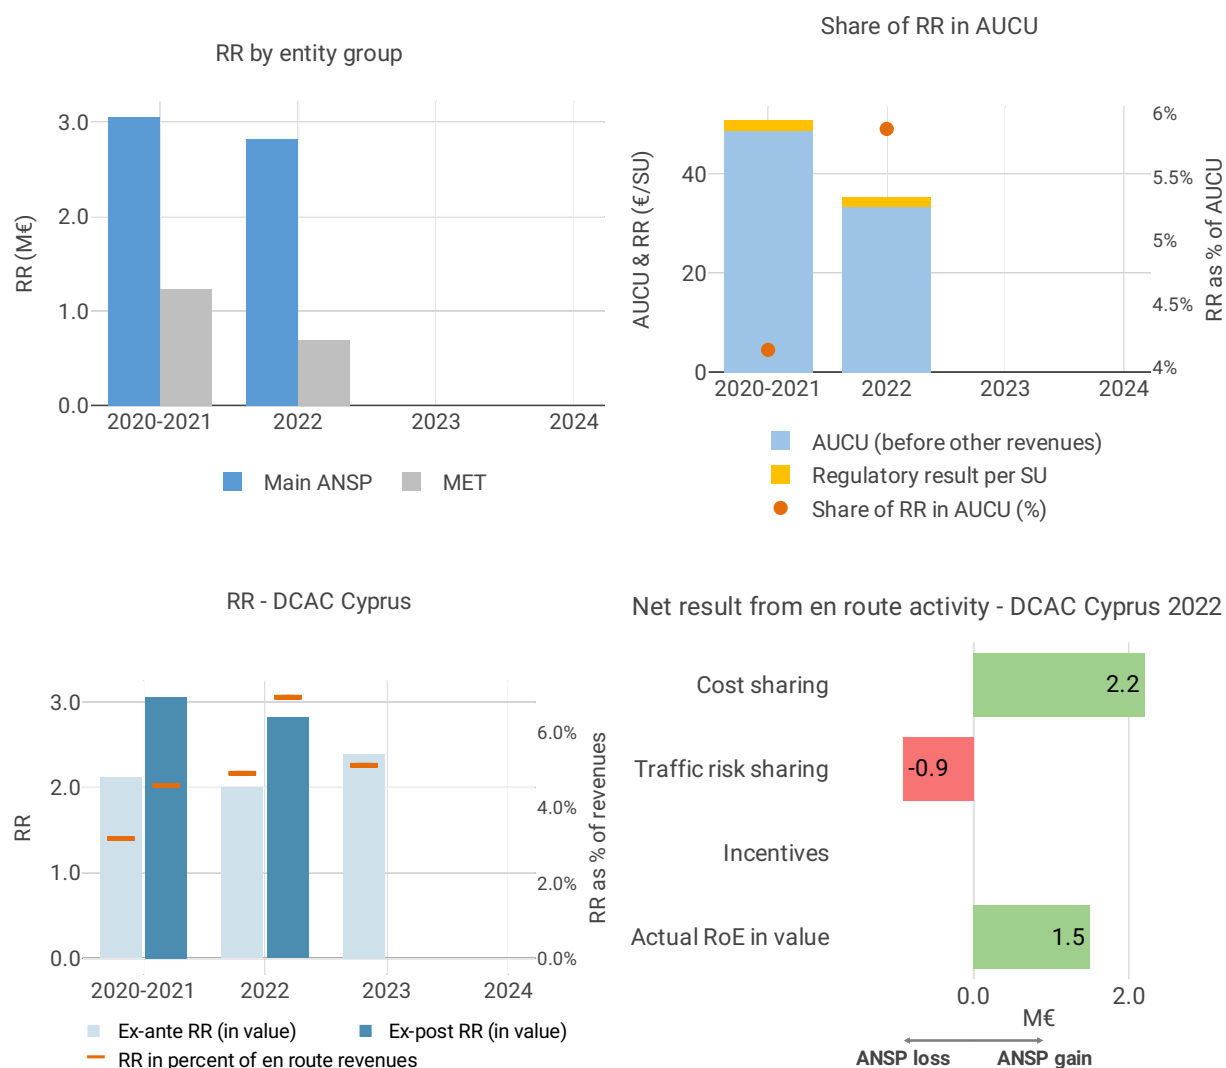 RR by entity group
3.0
2.0
1.0
0.0
RR (M€)
2020-2021
2022
2023
2024
Main ANSP
MET
Share of RR in AUCU
40
20
0
AUCU & RR (€/SU)
6%
5.5%
5%
4.5%
4%
RR as % of AUCU
2020-2021
2022
2023
2024
AUCU (before other revenues)
Regulatory result per SU
Share of RR in AUCU (%)
RR - DCAC Cyprus
3.0
2.0
1.0
0.0
RR
6.0%
4.0%
2.0%
0.0%
RR as % of revenues
2020-2021
2022
2023
2024
Ex-ante RR (in value)
Ex-post RR (in value)
RR in percent of en route revenues
Net result from en route activity - DCAC Cyprus 2022
Cost sharing
2.2
Traffic risk sharing
-0.9
Incentives
Actual RoE in value
1.5
0.0
2.0
M€
ANSP loss
ANSP gain